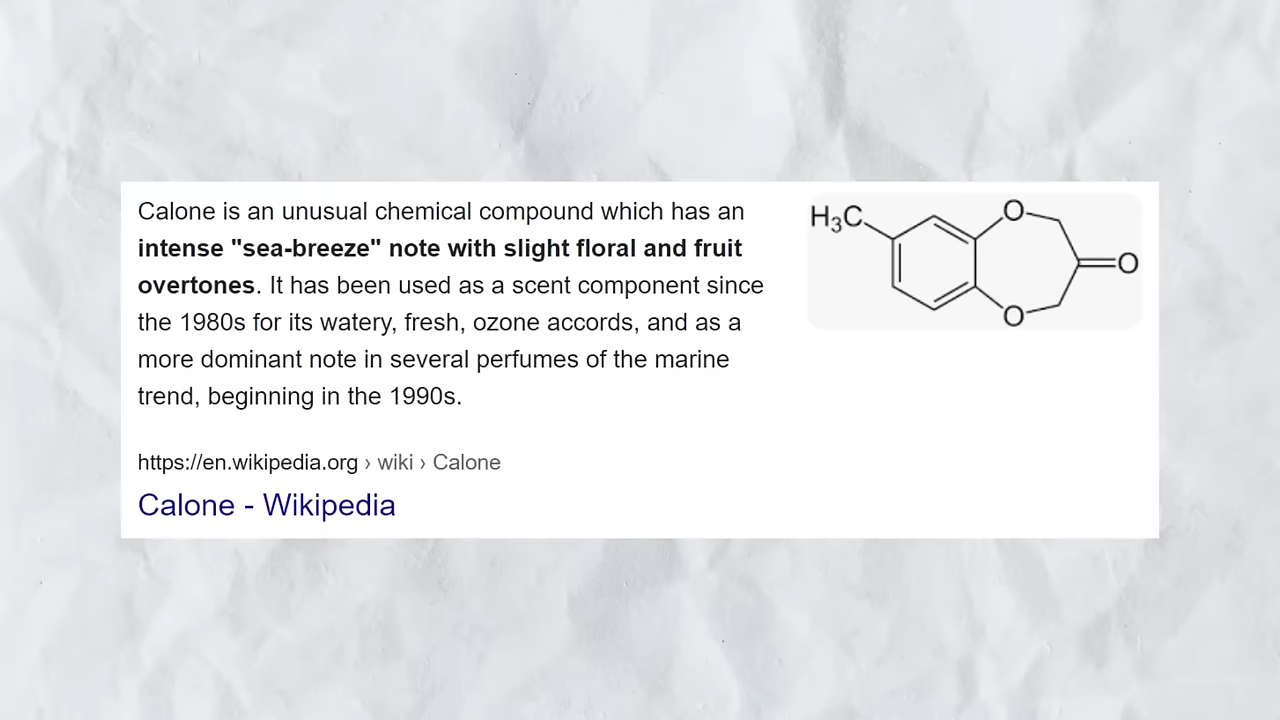 Calone is an unusual chemical compound which has an
intense "sea-breeze" note with slight floral and fruit
overtones. It has been used as a scent component since
the 1980s for its watery, fresh, ozone accords, and as a
more dominant note in several perfumes of the marine
trend, beginning in the 1990s.
https://en.wikipedia.org › wiki › Calone
Calone - Wikipedia
H₃C
O
O
O